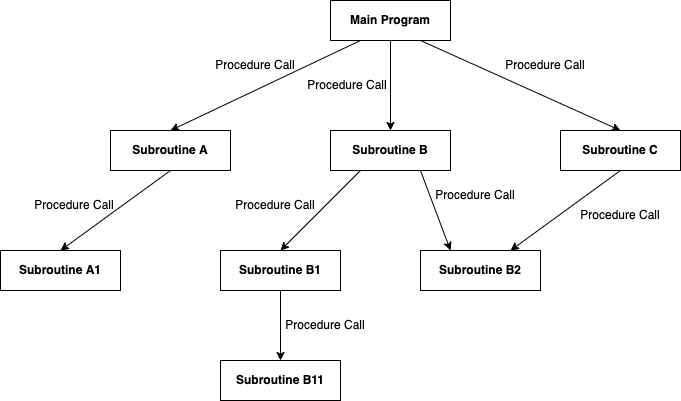 Main Program
Procedure Call
Procedure Call
Procedure Call
Subroutine A
Subroutine B
Subroutine C
Procedure Call
Procedure Call
Procedure Call
Procedure Call
Subroutine A1
Subroutine B1
Subroutine B2
Procedure Call
Subroutine B11